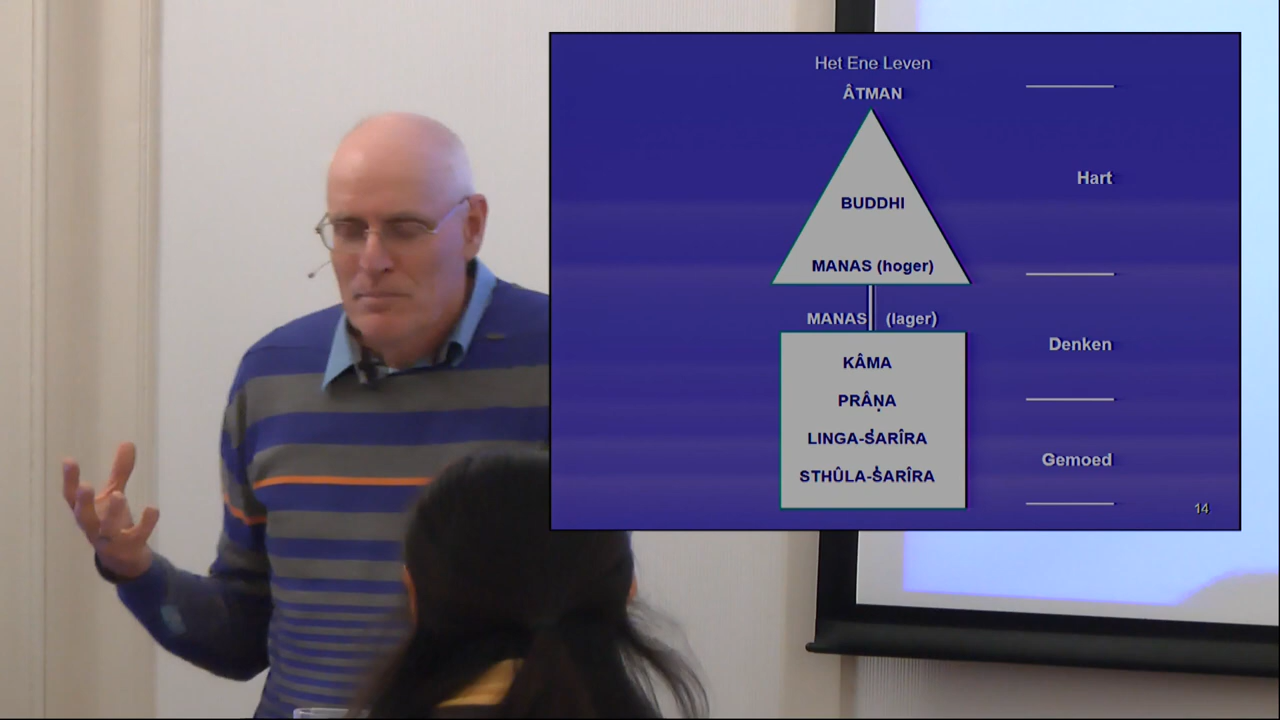 Het Ene Leven
ÂTMAN
Hart
BUDDHI
MANAS (hoger)
MANAS (lager)
Denken
KÂMA
PRÂṆA
LINGA-ŚARÎRA
Gemoed
STHÛLA-ŚARÎRA
14